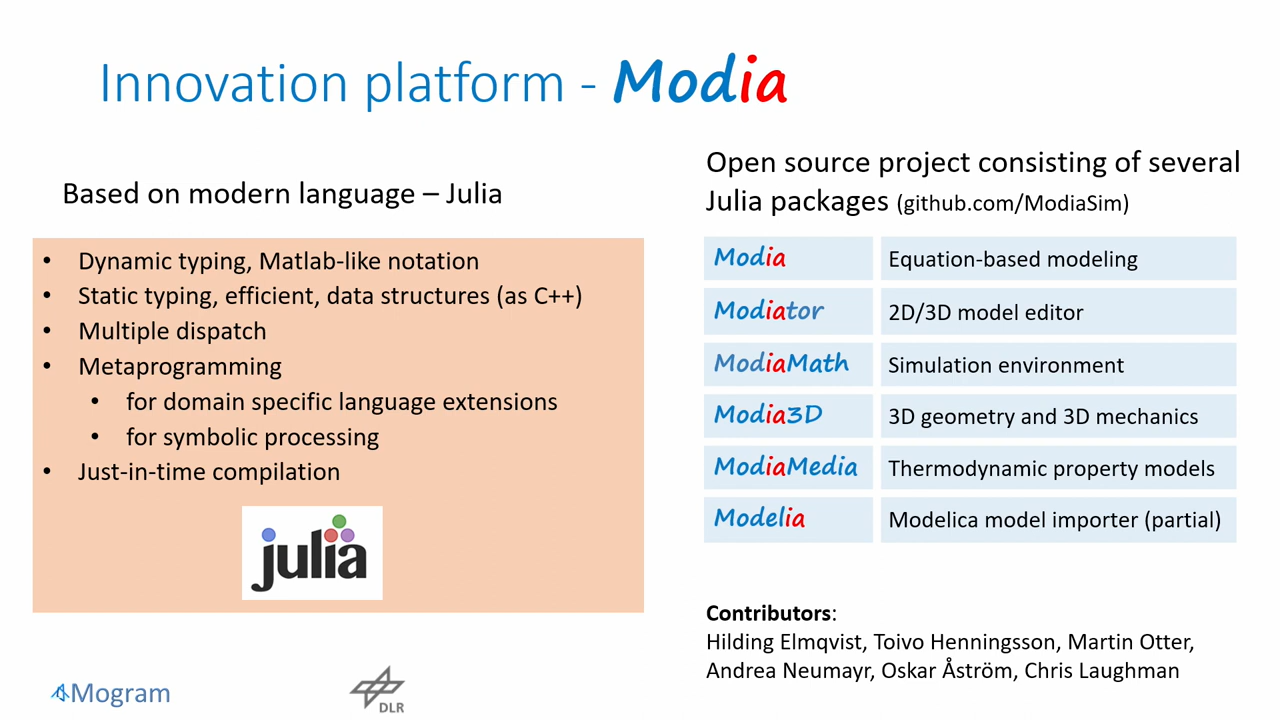 Innovation platform - Modia
Based on modern language – Julia
• Dynamic typing, Matlab-like notation
• Static typing, efficient, data structures (as C++)
• Multiple dispatch
• Metaprogramming
• for domain specific language extensions
• for symbolic processing
• Just-in-time compilation
julia
Open source project consisting of several
Julia packages (github.com/ModiaSim)
Modia Equation-based modeling
Modiator 2D/3D model editor
ModiaMath Simulation environment
Modia3D 3D geometry and 3D mechanics
ModiaMedia Thermodynamic property models
Modelia Modelica model importer (partial)
Contributors:
Hilding Elmqvist, Toivo Henningsson, Martin Otter,
Andrea Neumayr, Oskar Åström, Chris Laughman
Mogram
DLR